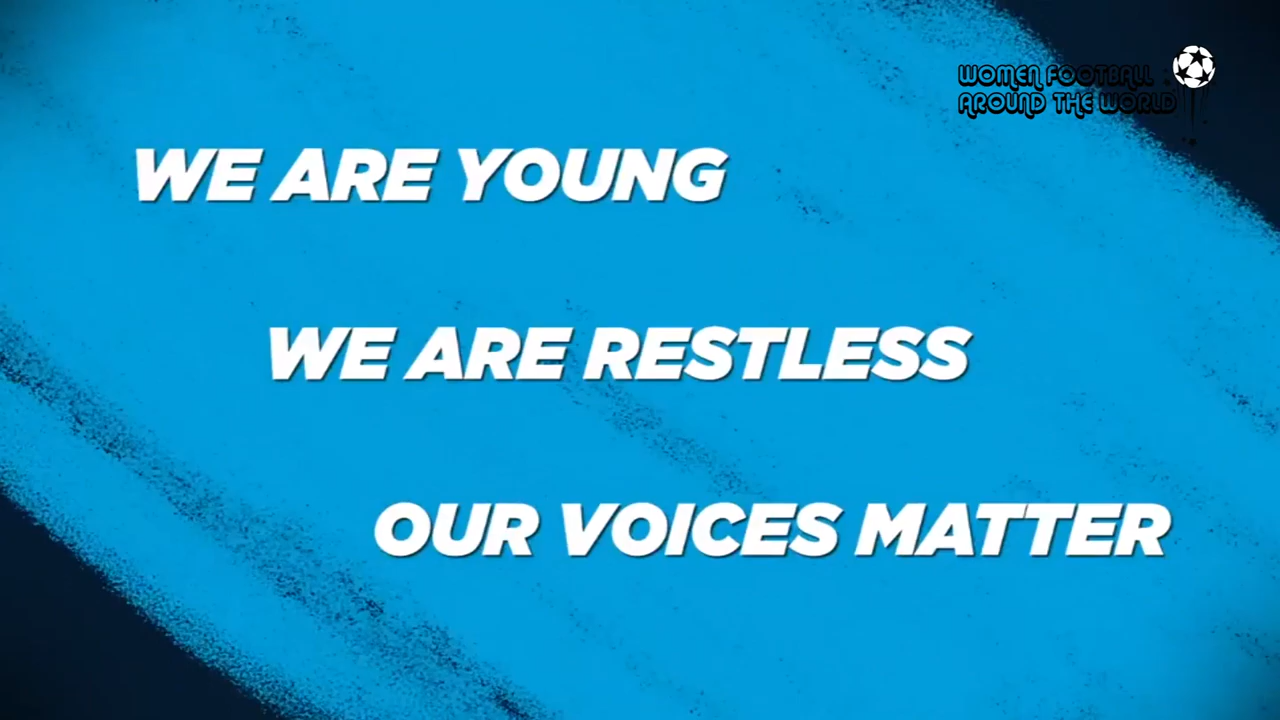 WOMEN FOOTBALL
AROUND THE WORLD
WE ARE YOUNG
WE ARE RESTLESS
OUR VOICES MATTER